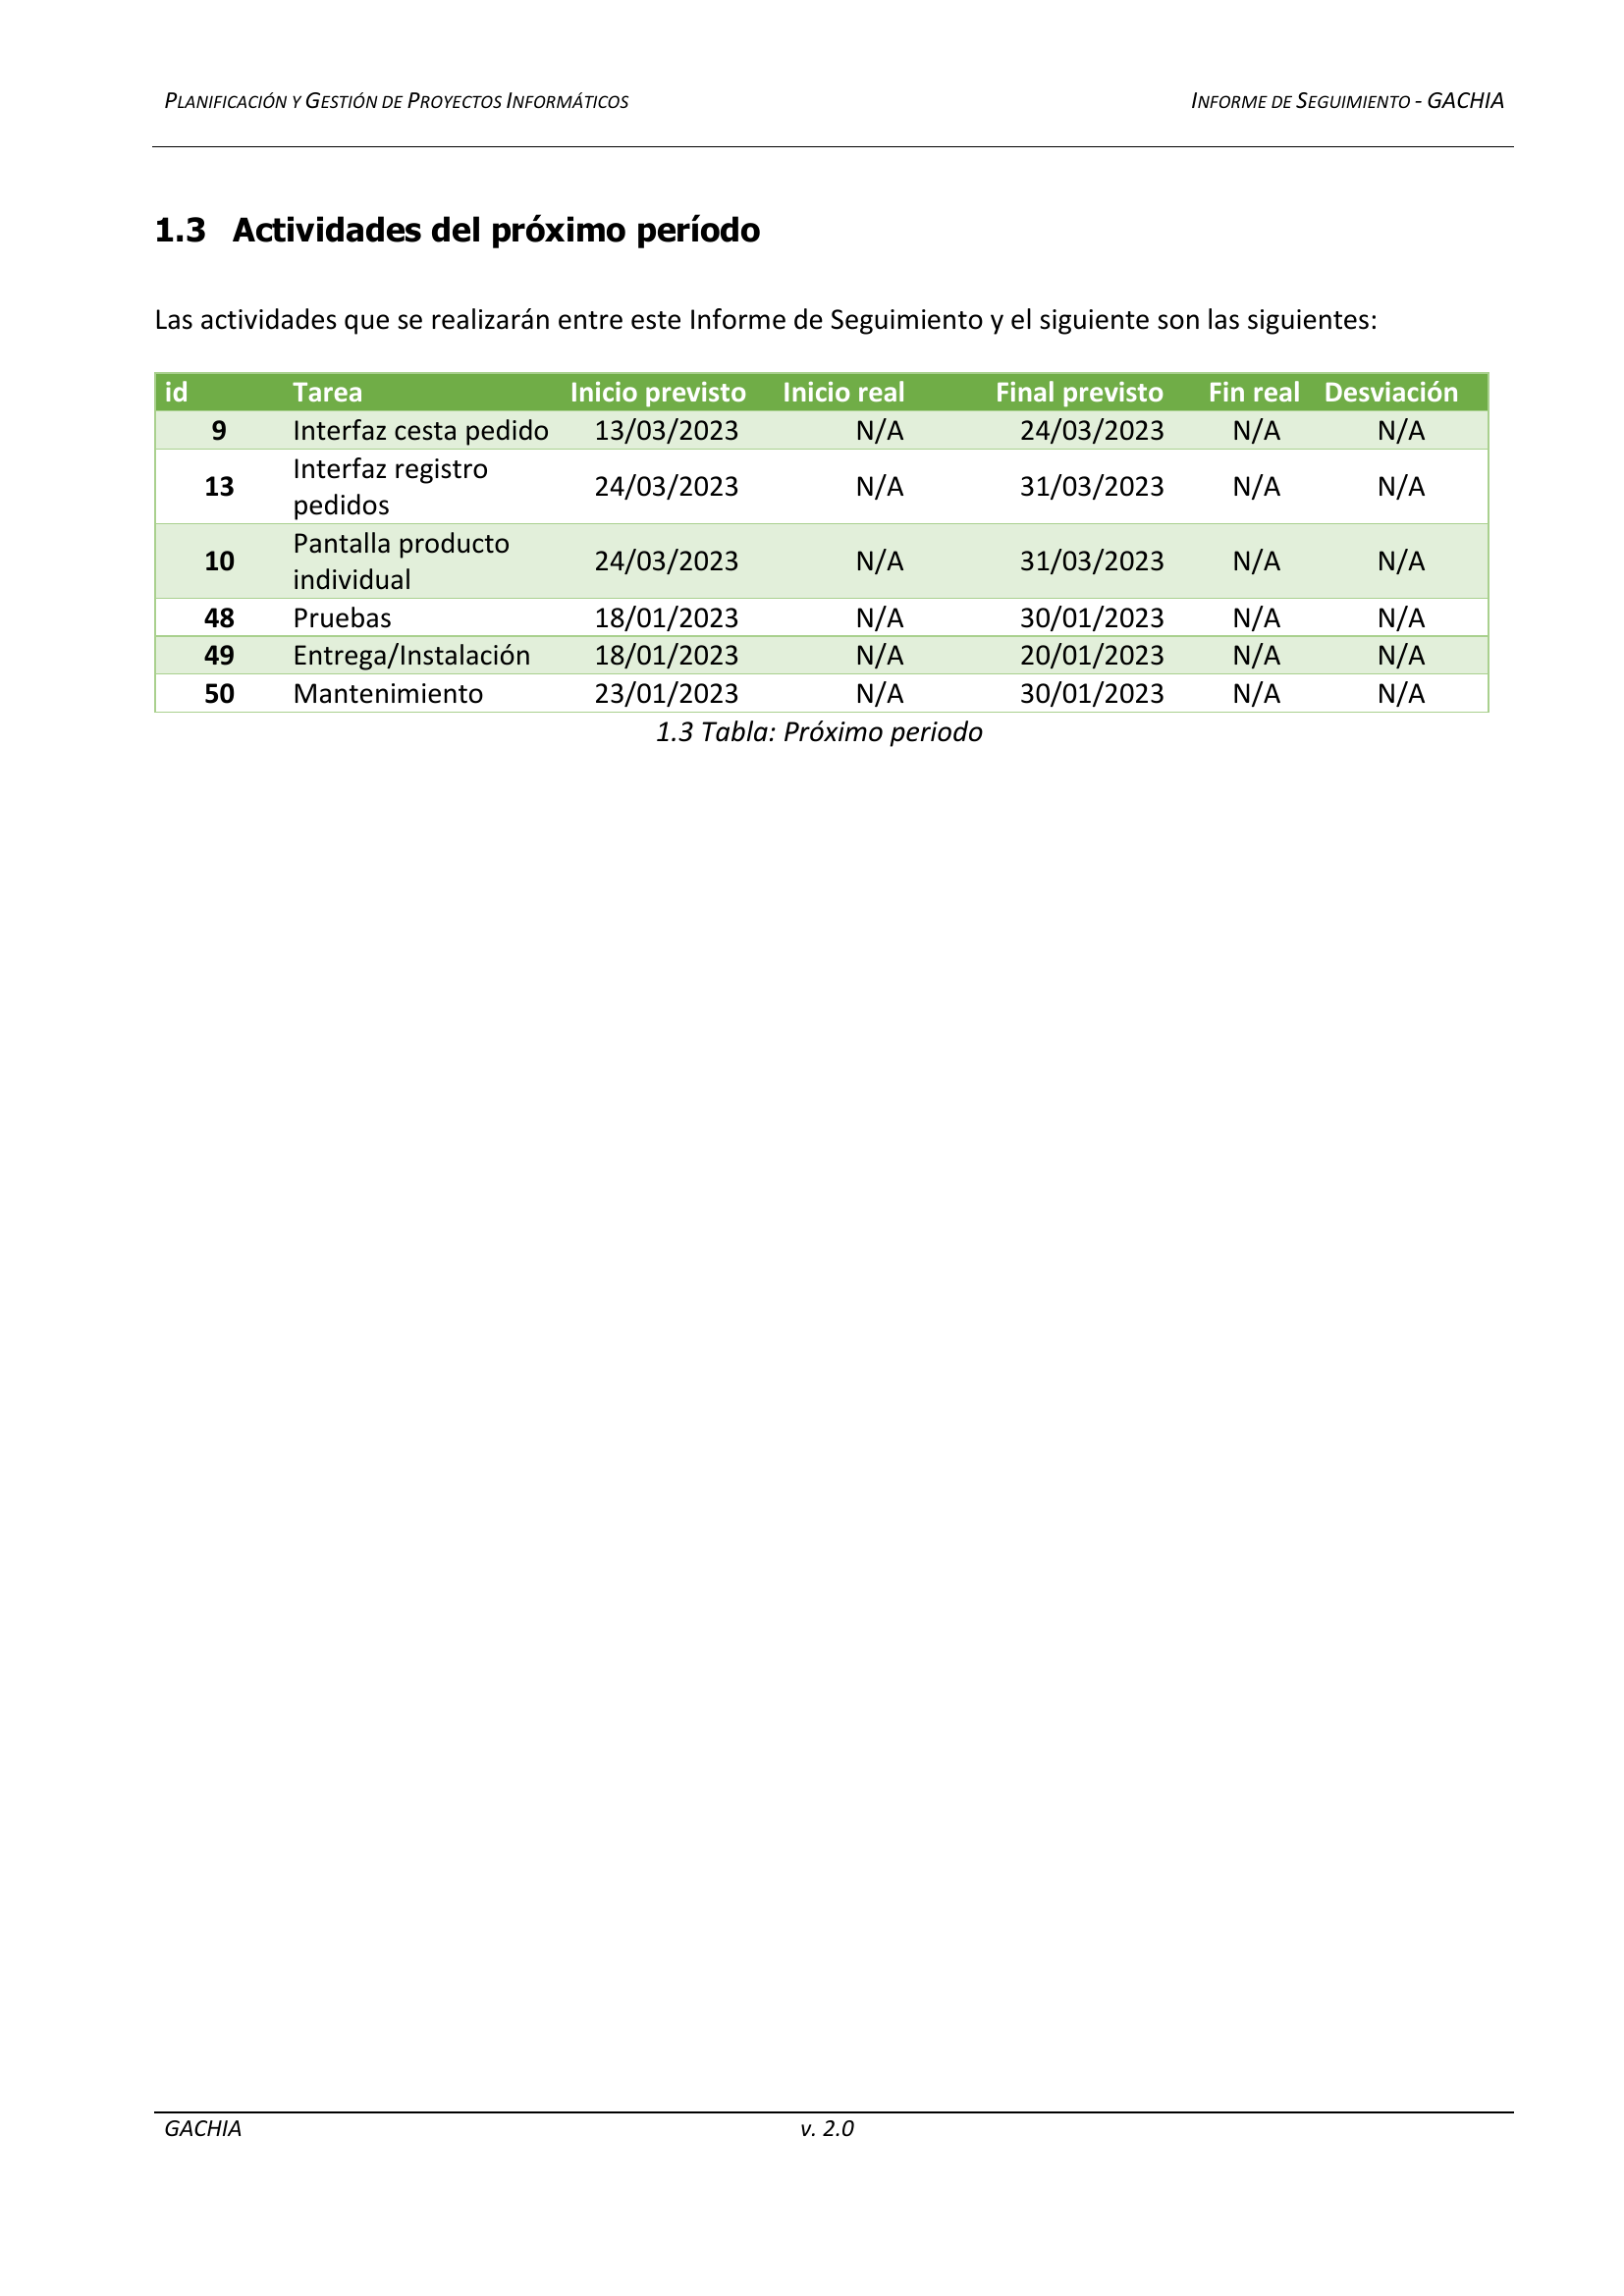 PLANIFICACIÓN Y GESTIÓN DE PROYECTOS INFORMÁTICOS INFORME DE SEGUIMIENTO - GACHIA
1.3 Actividades del próximo período
Las actividades que se realizarán entre este Informe de Seguimiento y el siguiente son las siguientes:
id Tarea Inicio previsto Inicio real Final previsto Fin real Desviación
9 Interfaz cesta pedido 13/03/2023 N/A 24/03/2023 N/A N/A
13 Interfaz registro pedidos 24/03/2023 N/A 31/03/2023 N/A N/A
10 Pantalla producto individual 24/03/2023 N/A 31/03/2023 N/A N/A
48 Pruebas 18/01/2023 N/A 30/01/2023 N/A N/A
49 Entrega/Instalación 18/01/2023 N/A 20/01/2023 N/A N/A
50 Mantenimiento 23/01/2023 N/A 30/01/2023 N/A N/A
1.3 Tabla: Próximo periodo
GACHIA v. 2.0